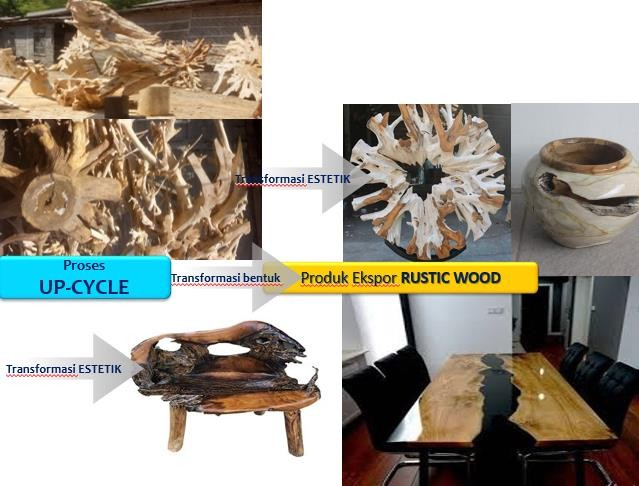 Transformasi ESTETIK
Proses
UP-CYCLE
Transformasi bentuk
Produk Ekspor RUSTIC WOOD
Transformasi ESTETIK